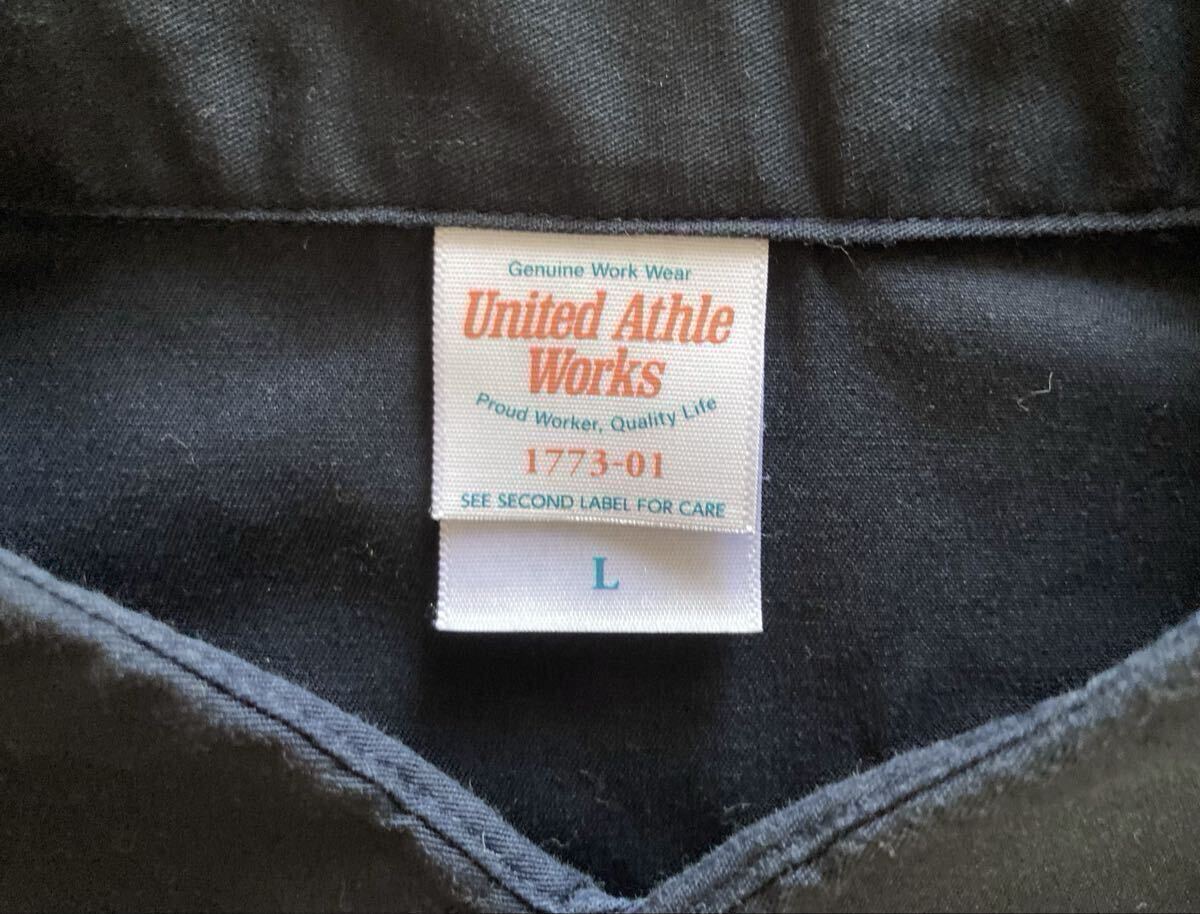 Genuine Work Wear
United Athle
Works
Proud Worker, Quality Life
1773-01
SEE SECOND LABEL FOR CARE
L